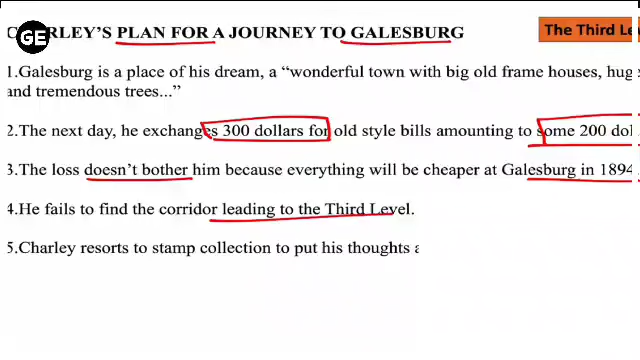 GE
RLEY’S PLAN FOR A JOURNEY TO GALESBURG
The Third Le
1.Galesburg is a place of his dream, a “wonderful town with big old frame houses, hug
and tremendous trees...”
2.The next day, he exchanges 300 dollars for old style bills amounting to some 200 dol
3.The loss doesn’t bother him because everything will be cheaper at Galesburg in 1894
4.He fails to find the corridor leading to the Third Level.
5.Charley resorts to stamp collection to put his thoughts a